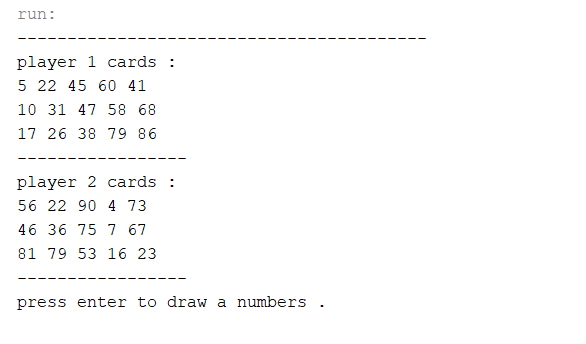 run:
-----------------------------------------
player 1 cards :
5 22 45 60 41
10 31 47 58 68
17 26 38 79 86
-----------------
player 2 cards :
56 22 90 4 73
46 36 75 7 67
81 79 53 16 23
-----------------
press enter to draw a numbers .